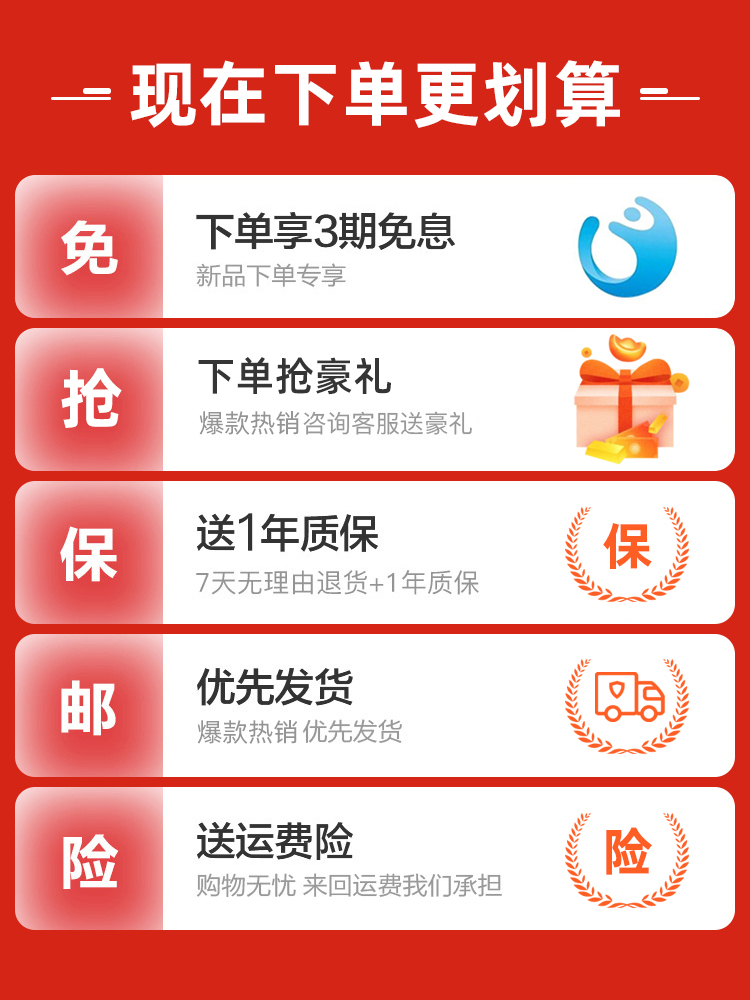 现在下单更划算
免
下单享3期免息
新品下单专享
抢
下单抢豪礼
爆款热销咨询客服送豪礼
保
送1年质保
7天无理由退货+1年质保
保
邮
优先发货
爆款热销 优先发货
险
送运费险
购物无忧 来回运费我们承担
险